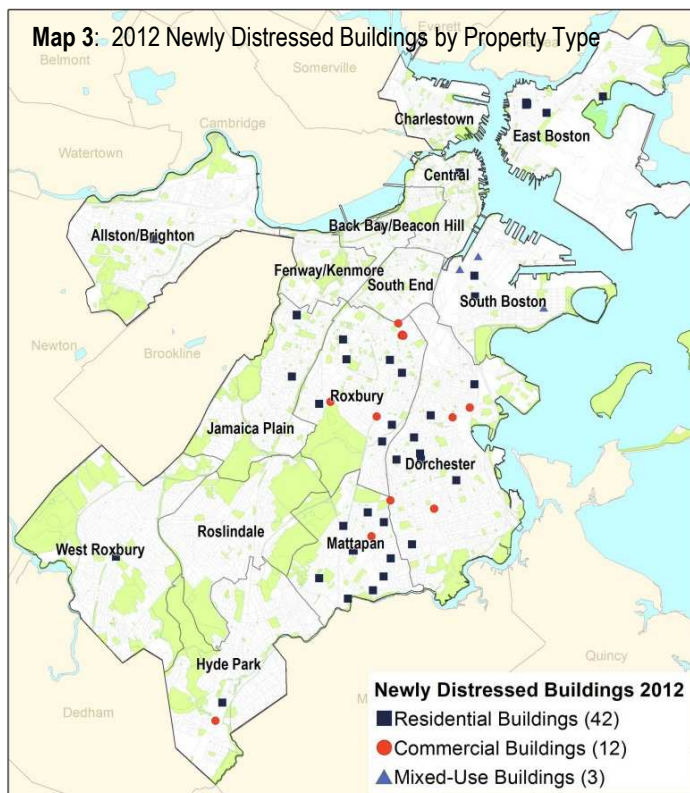 Map 3: 2012 Newly Distressed Buildings by Property Type
Everett
Belmont
Somerville
Charlestown
Cambridge
East Boston
Watertown
Central
Back Bay/Beacon Hill
Allston/Brighton
Fenway/Kenmore
South End
South Boston
Newton
Brookline
Roxbury
Jamaica Plain
Dorchester
Roslindale
West Roxbury
Mattapan
Quincy
Hyde Park
Dedham
Newly Distressed Buildings 2012
Residential Buildings (42)
Commercial Buildings (12)
Mixed-Use Buildings (3)